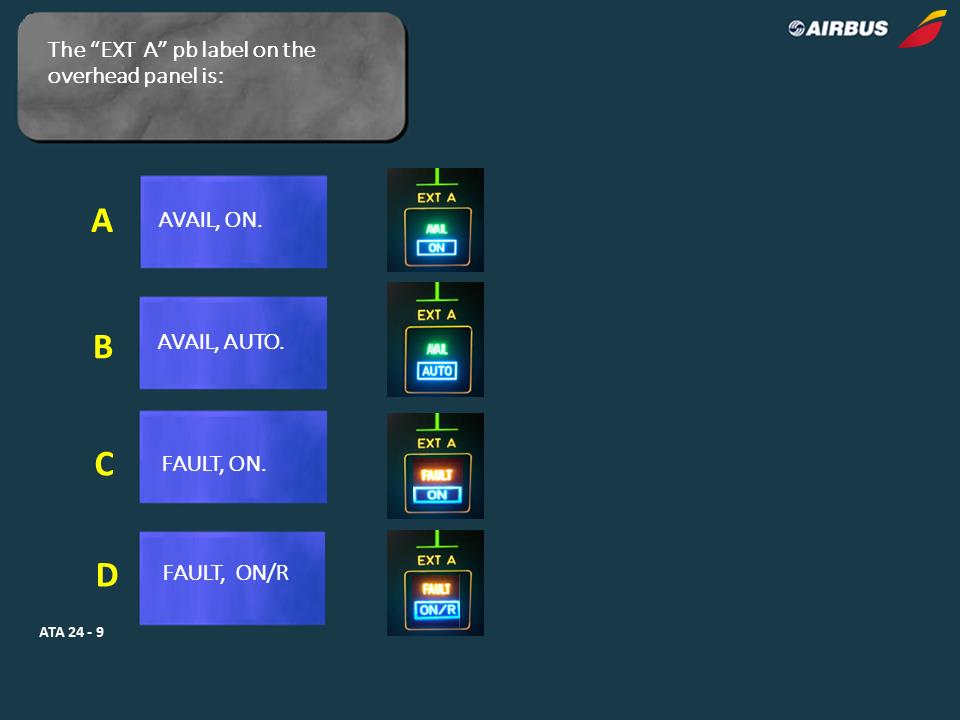 The “EXT A” pb label on the
overhead panel is:
AIRBUS
A
AVAIL, ON.
EXT A
AVAIL
ON
B
AVAIL, AUTO.
EXT A
AVAIL
AUTO
C
FAULT, ON.
EXT A
FAULT
ON
D
FAULT, ON/R
EXT A
FAULT
ON/R
ATA 24 - 9